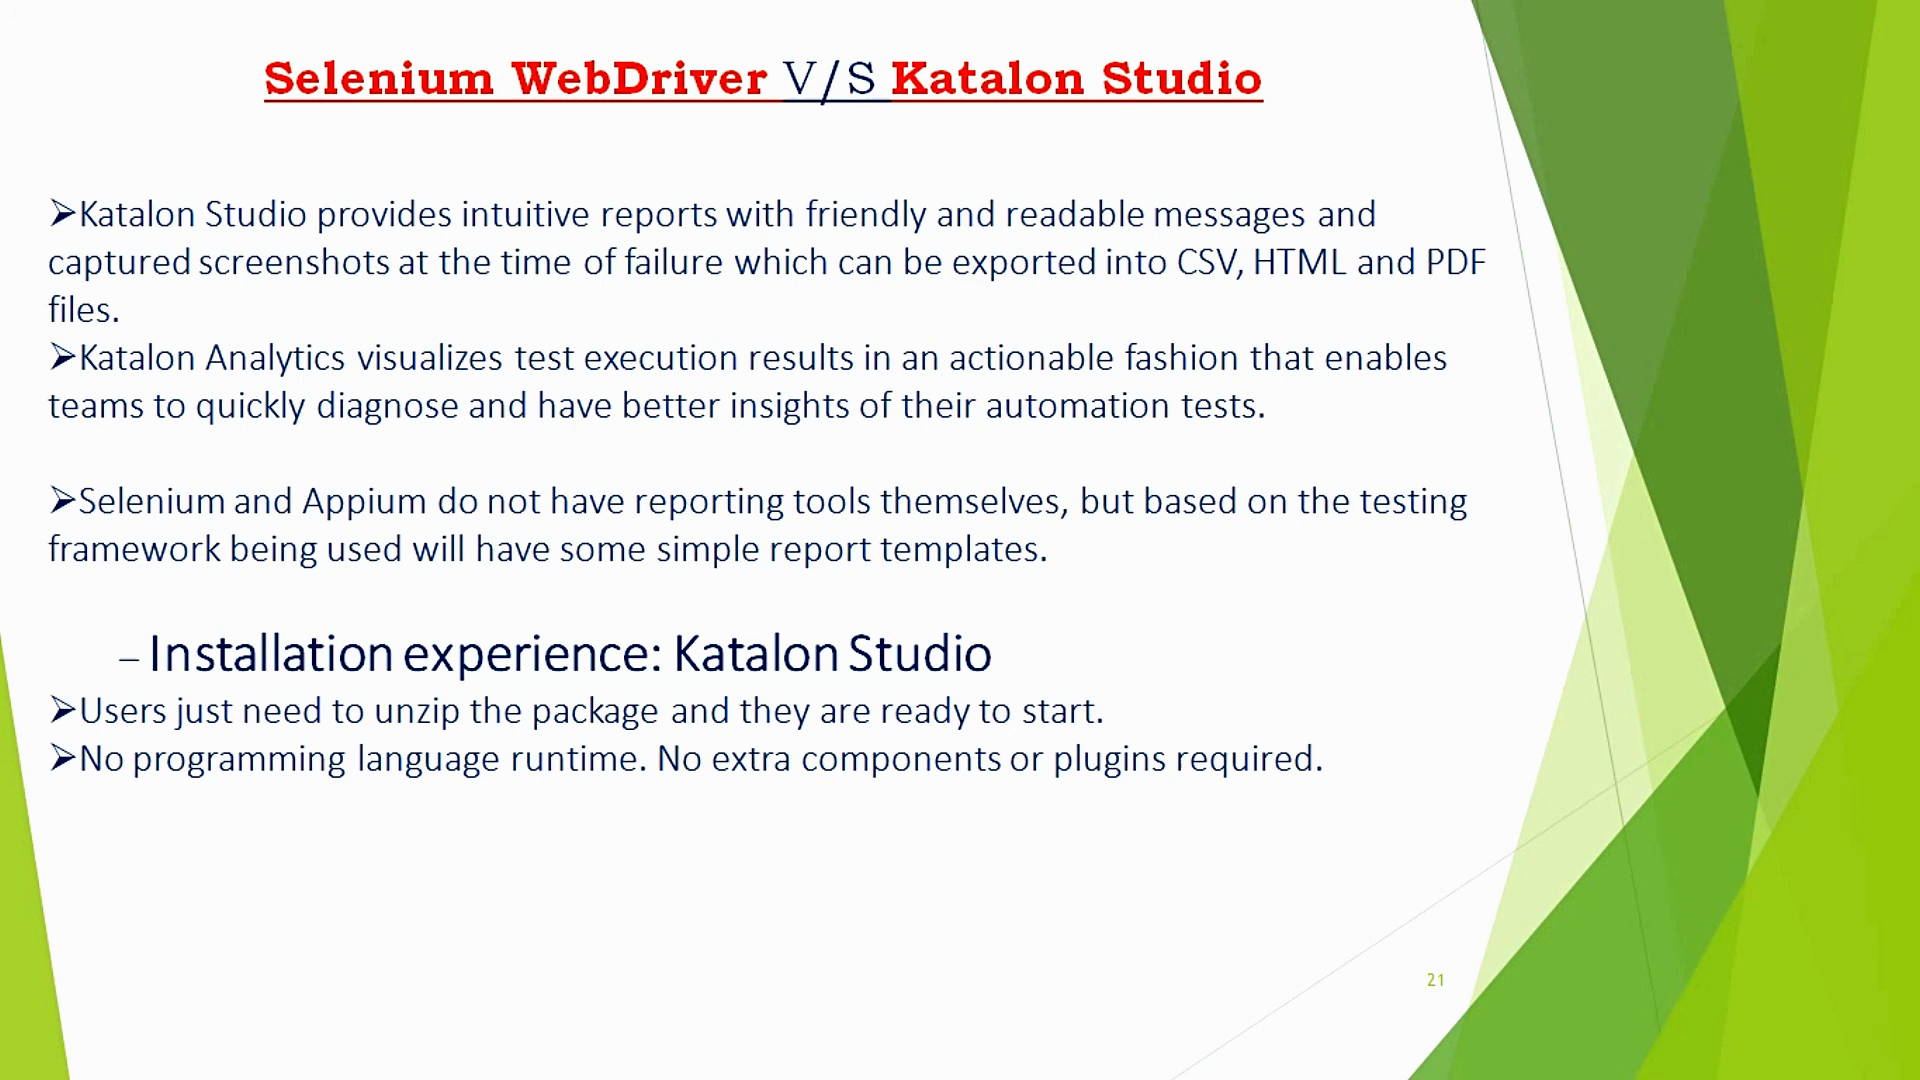 Selenium WebDriver V/S Katalon Studio
➢Katalon Studio provides intuitive reports with friendly and readable messages and
captured screenshots at the time of failure which can be exported into CSV, HTML and PDF
files.
➢Katalon Analytics visualizes test execution results in an actionable fashion that enables
teams to quickly diagnose and have better insights of their automation tests.
➢Selenium and Appium do not have reporting tools themselves, but based on the testing
framework being used will have some simple report templates.
– Installation experience: Katalon Studio
➢Users just need to unzip the package and they are ready to start.
➢No programming language runtime. No extra components or plugins required.
21